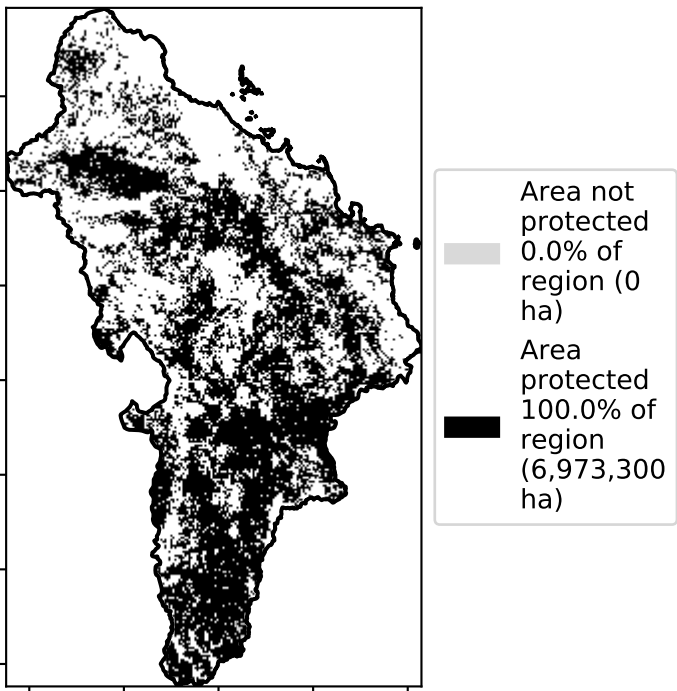 Area not
protected
0.0% of
region (0
ha)
Area
protected
100.0% of
region
(6,973,300
ha)